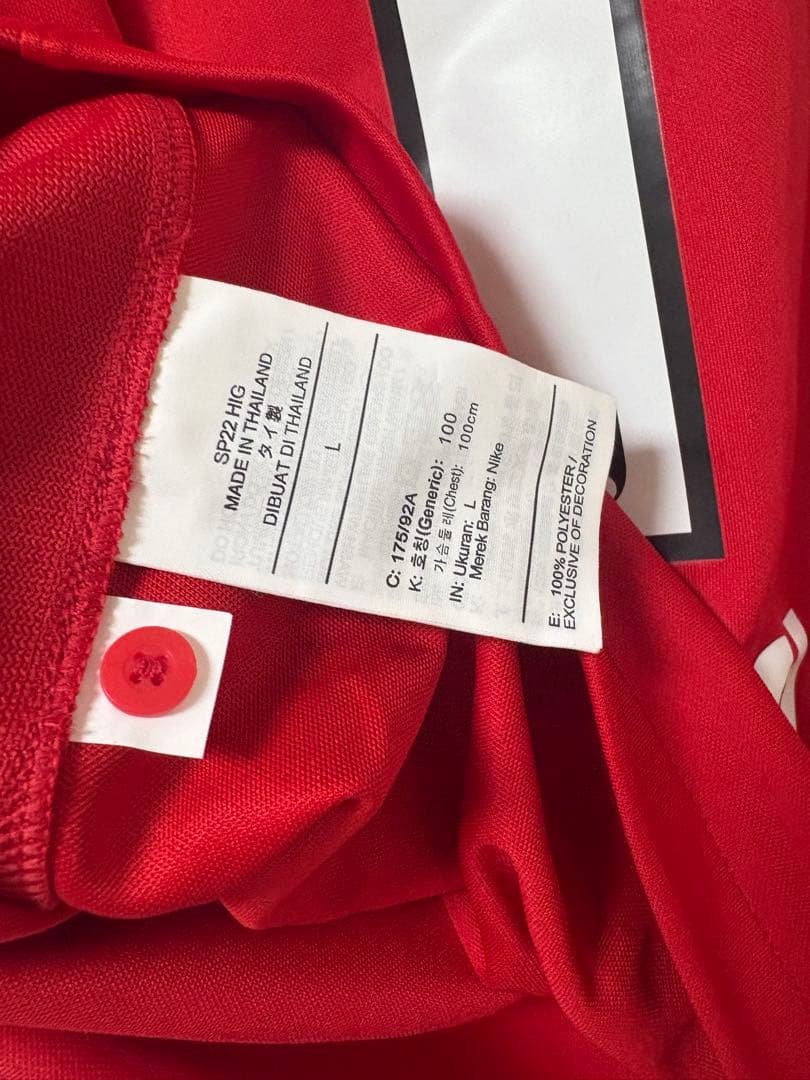 SP22 HIG
MADE IN THAILAND
タイ製
DIBUAT DI THAILAND
L
C: 175/92A
K: 호칭(Generic): 100
가슴둘레(Chest): 100cm
IN: Ukuran: L
Merek Barang: Nike
E: 100% POLYESTER /
EXCLUSIVE OF DECORATION